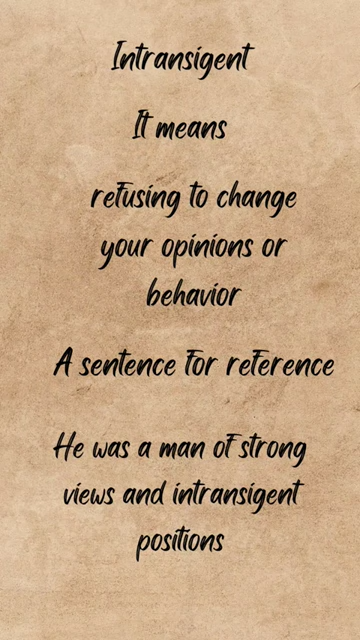 Intransigent
It means
refusing to change
your opinions or
behavior
A sentence for reference
He was a man of strong
views and intransigent
positions